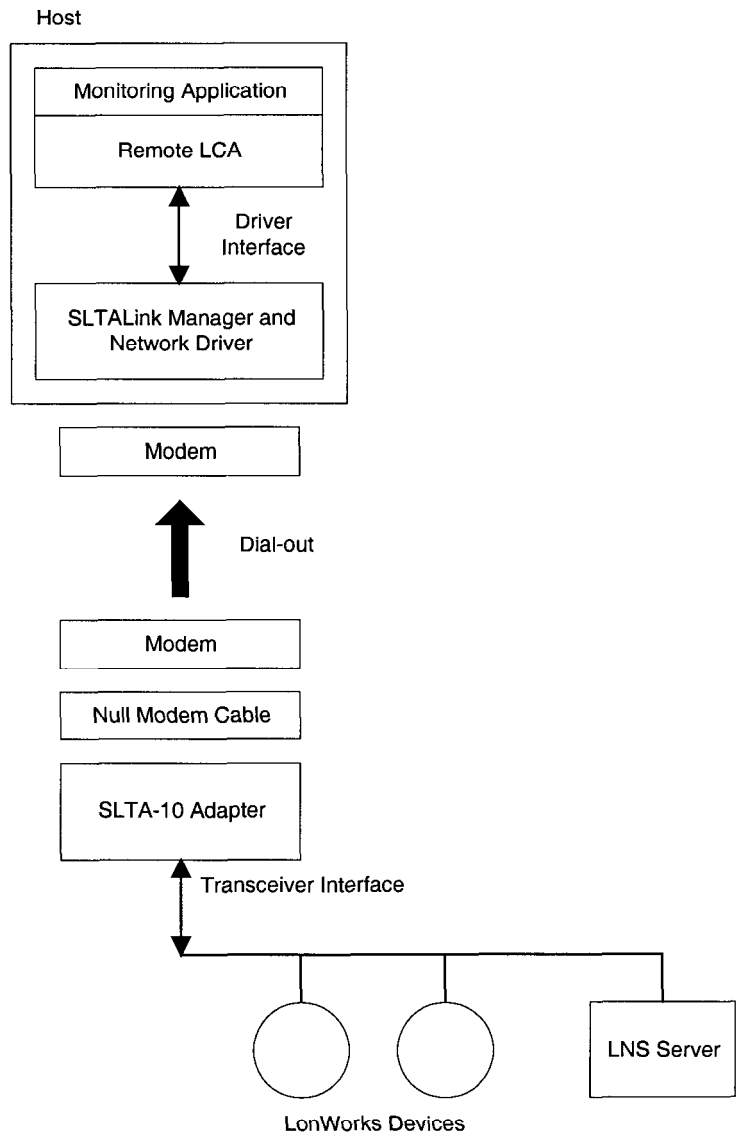 Host
Monitoring Application
Remote LCA
Driver
Interface
SLTALink Manager and
Network Driver
Modem
Dial-out
Modem
Null Modem Cable
SLTA-10 Adapter
Transceiver Interface
LNS Server
LonWorks Devices